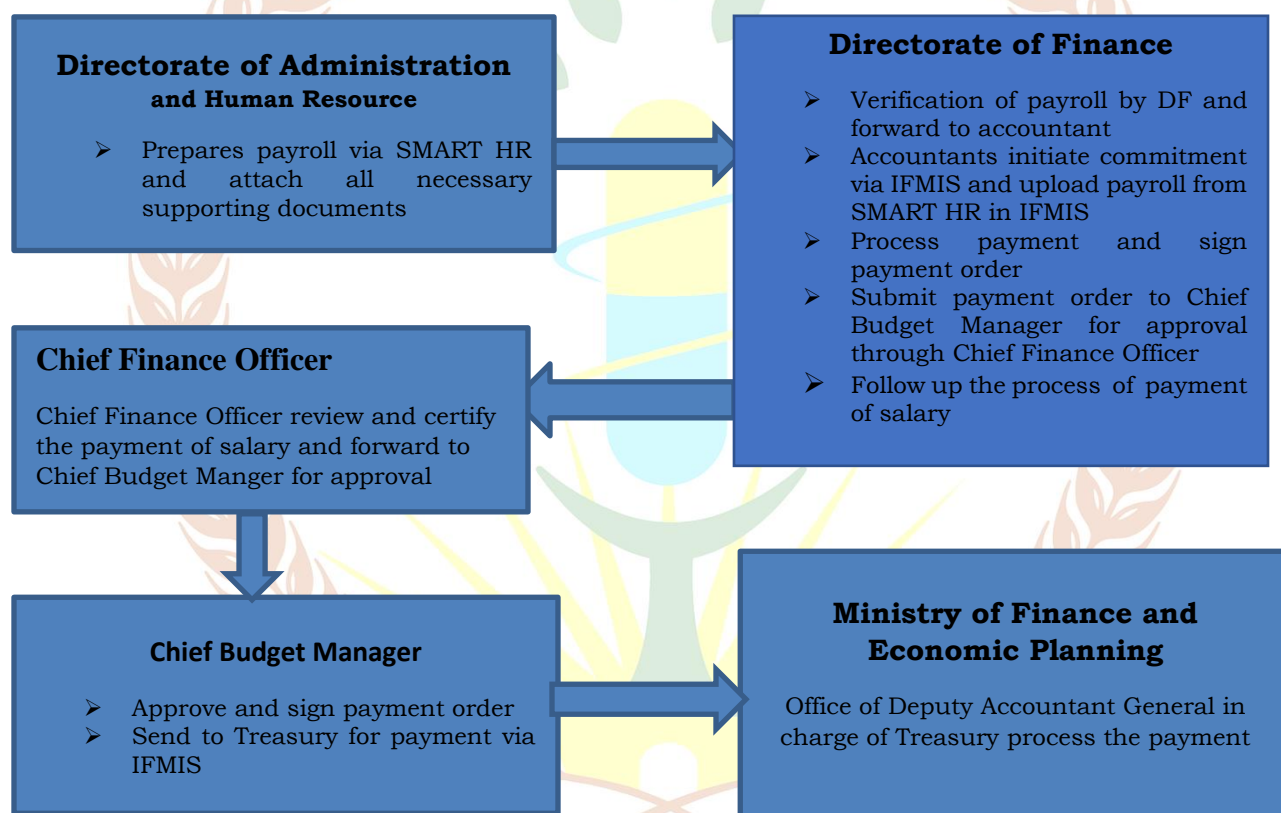 Directorate of Administration
and Human Resource
➢ Prepares payroll via SMART HR
and attach all necessary
supporting documents
Directorate of Finance
➢ Verification of payroll by DF and
forward to accountant
➢ Accountants initiate commitment
via IFMIS and upload payroll from
SMART HR in IFMIS
➢ Process payment and sign
payment order
➢ Submit payment order to Chief
Budget Manager for approval
through Chief Finance Officer
➢ Follow up the process of payment
of salary
Chief Finance Officer
Chief Finance Officer review and certify
the payment of salary and forward to
Chief Budget Manger for approval
Chief Budget Manager
➢ Approve and sign payment order
➢ Send to Treasury for payment via
IFMIS
Ministry of Finance and
Economic Planning
Office of Deputy Accountant General in
charge of Treasury process the payment